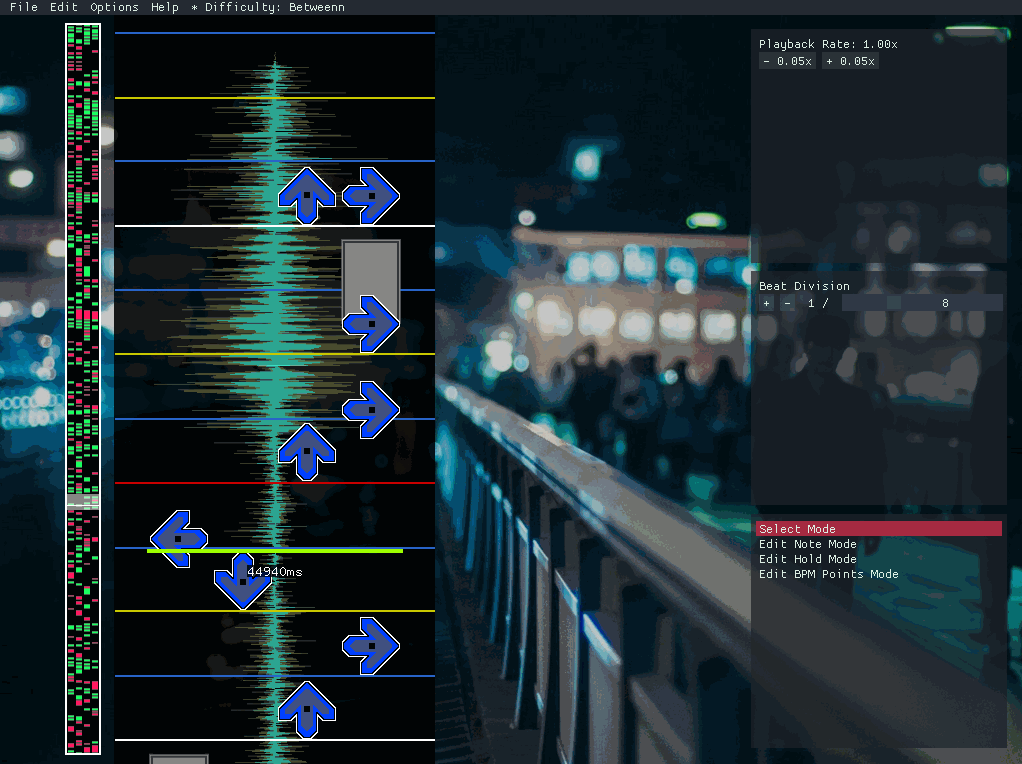 File Edit Options Help * Difficulty: Betweenn
Playback Rate: 1.00x
- 0.05x + 0.05x
Beat Division
+ - 1 / 8
44940ms
Select Mode
Edit Note Mode
Edit Hold Mode
Edit BPM Points Mode